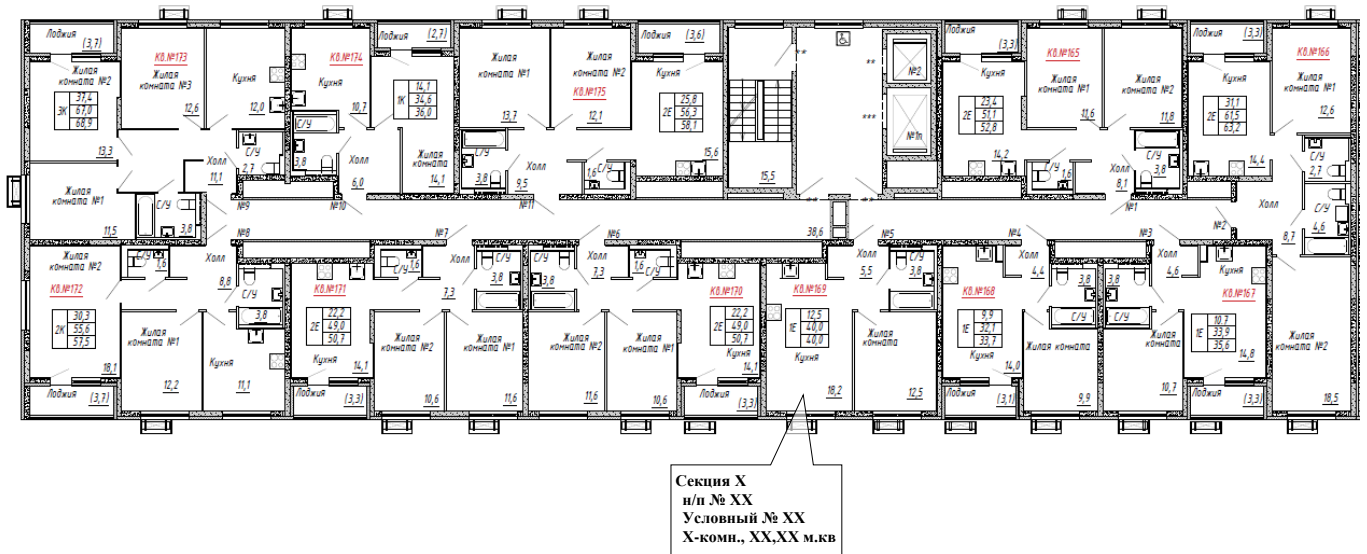 Лоджия
(3,7)
Кв.№173
Жилая
комната №3
12,6
Кухня
12,0
Жилая
комната №2
3К
37,4
67,0
68,9
13,3
С/У
2,7
Холл
11,1
Жилая
комната №1
11,5
С/У
3,8
№9
Кв.№174
Кухня
10,7
Лоджия
(2,7)
1К
14,1
34,6
36,0
С/У
3,8
Холл
6,0
Жилая
комната
14,1
№10
Жилая
комната №1
13,7
Жилая
комната №2
Кв.№175
12,1
Лоджия
(3,6)
Кухня
2Е
25,8
56,3
58,1
15,6
С/У
3,8
Холл
9,5
С/У
1,6
№11
15,5
**
**
***
№2
№1п
**
**
38,6
Лоджия
(3,3)
Кухня
2Е
23,4
51,1
52,8
14,2
Кв.№165
Жилая
комната №1
11,6
Жилая
комната №2
11,8
С/У
1,6
Холл
8,1
С/У
3,8
№1
Лоджия
(3,3)
Кухня
2Е
31,1
61,5
63,2
14,4
Кв.№166
Жилая
комната №1
12,6
С/У
2,7
Холл
8,7
С/У
4,6
№2
Жилая
комната №2
18,5
№8
Жилая
комната №2
Кв.№172
2К
30,3
55,6
57,5
18,1
Лоджия
(3,7)
С/У
1,6
Холл
8,8
С/У
3,8
Жилая
комната №1
12,2
Кухня
11,1
Кв.№171
2Е
22,2
49,0
50,7
Кухня
14,1
Лоджия
(3,3)
С/У
1,6
№7
Холл
7,3
С/У
3,8
Жилая
комната №2
10,6
Жилая
комната №1
11,6
№6
С/У
3,8
Холл
7,3
1,6
С/У
Жилая
комната №2
11,6
Жилая
комната №1
10,6
Кв.№170
2Е
22,2
49,0
50,7
Кухня
14,1
Лоджия
(3,3)
Кв.№169
1Е
12,5
40,0
40,0
Кухня
18,2
№5
Холл
5,5
С/У
3,8
Жилая
комната
12,5
№4
Кв.№168
1Е
9,9
32,1
33,7
Кухня
14,0
Лоджия
(3,1)
Холл
4,4
3,8
С/У
Жилая комната
9,9
№3
Холл
4,6
3,8
С/У
Кухня
Кв.№167
1Е
10,7
33,9
35,6
14,8
Жилая
комната
10,7
Лоджия
(3,3)
Секция X
н/п № XX
Условный № XX
X-комн., XX,XX м.кв